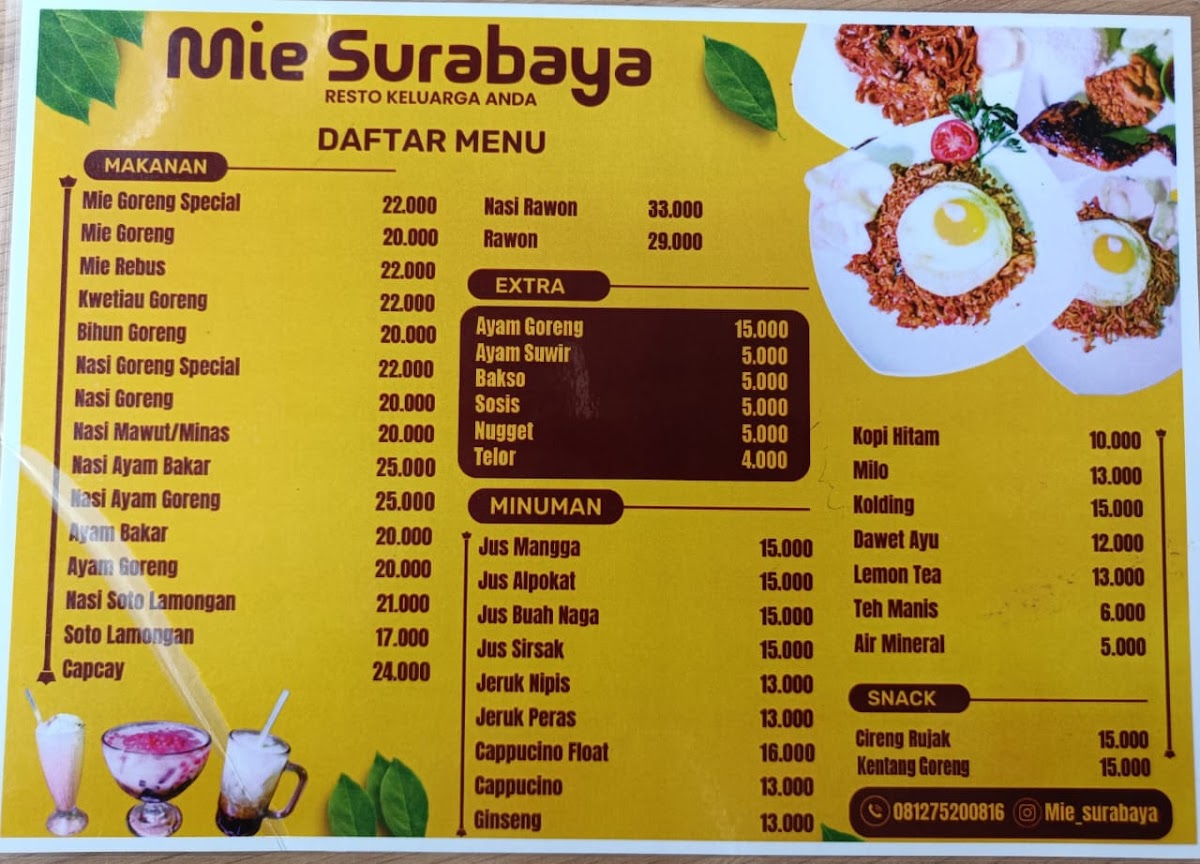 Mie Surabaya
RESTO KELUARGA ANDA
DAFTAR MENU
MAKANAN
Mie Goreng Special 22.000
Mie Goreng 20.000
Mie Rebus 22.000
Kwetiau Goreng 22.000
Bihun Goreng 20.000
Nasi Goreng Special 22.000
Nasi Goreng 20.000
Nasi Mawut/Minas 20.000
Nasi Ayam Bakar 25.000
Nasi Ayam Goreng 25.000
Ayam Bakar 20.000
Ayam Goreng 20.000
Nasi Soto Lamongan 21.000
Soto Lamongan 17.000
Capcay 24.000
Nasi Rawon 33.000
Rawon 29.000
EXTRA
Ayam Goreng 15.000
Ayam Suwir 5.000
Bakso 5.000
Sosis 5.000
Nugget 5.000
Telor 4.000
MINUMAN
Jus Mangga 15.000
Jus Alpokat 15.000
Jus Buah Naga 15.000
Jus Sirsak 15.000
Jeruk Nipis 13.000
Jeruk Peras 13.000
Cappucino Float 16.000
Cappucino 13.000
Ginseng 13.000
Kopi Hitam 10.000
Milo 13.000
Kolding 15.000
Dawet Ayu 12.000
Lemon Tea 13.000
Teh Manis 6.000
Air Mineral 5.000
SNACK
Cireng Rujak 15.000
Kentang Goreng 15.000
081275200816 Mie_surabaya